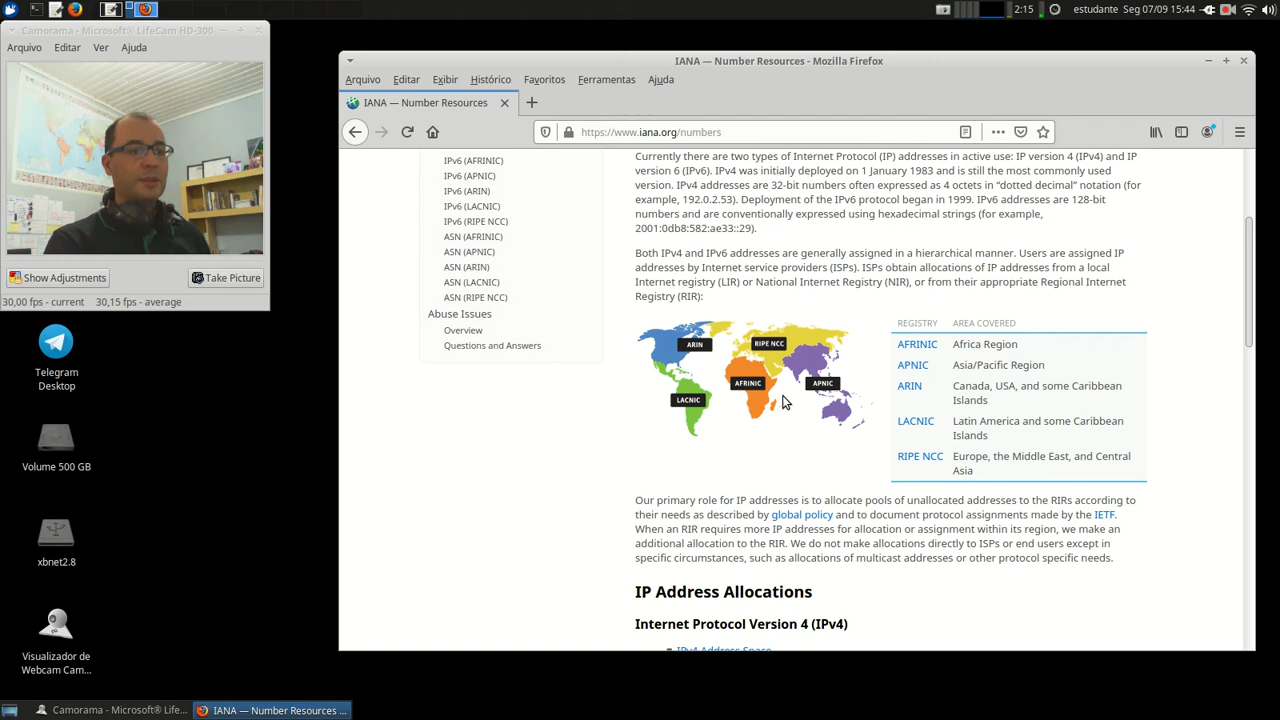 2:15
estudante Seg 07/09 15:44
Camorama - Microsoft® LifeCam HD-300
Arquivo Editar Ver Ajuda
Show Adjustments
Take Picture
30,00 fps - current 30,15 fps - average
Telegram
Desktop
Volume 500 GB
xbnet2.8
Visualizador de
Webcam Cam...
IANA — Number Resources - Mozilla Firefox
Arquivo Editar Exibir Histórico Favoritos Ferramentas Ajuda
IANA — Number Resources
https://www.iana.org/numbers
IPv6 (AFRINIC)
IPv6 (APNIC)
IPv6 (ARIN)
IPv6 (LACNIC)
IPv6 (RIPE NCC)
ASN (AFRINIC)
ASN (APNIC)
ASN (ARIN)
ASN (LACNIC)
ASN (RIPE NCC)
Abuse Issues
Overview
Questions and Answers
Currently there are two types of Internet Protocol (IP) addresses in active use: IP version 4 (IPv4) and IP
version 6 (IPv6). IPv4 was initially deployed on 1 January 1983 and is still the most commonly used
version. IPv4 addresses are 32-bit numbers often expressed as 4 octets in “dotted decimal” notation (for
example, 192.0.2.53). Deployment of the IPv6 protocol began in 1999. IPv6 addresses are 128-bit
numbers and are conventionally expressed using hexadecimal strings (for example,
2001:0db8:582:ae33::29).
Both IPv4 and IPv6 addresses are generally assigned in a hierarchical manner. Users are assigned IP
addresses by Internet service providers (ISPs). ISPs obtain allocations of IP addresses from a local
Internet registry (LIR) or National Internet Registry (NIR), or from their appropriate Regional Internet
Registry (RIR):
ARIN
RIPE NCC
AFRINIC
APNIC
LACNIC
REGISTRY AREA COVERED
AFRINIC Africa Region
APNIC Asia/Pacific Region
ARIN Canada, USA, and some Caribbean
Islands
LACNIC Latin America and some Caribbean
Islands
RIPE NCC Europe, the Middle East, and Central
Asia
Our primary role for IP addresses is to allocate pools of unallocated addresses to the RIRs according to
their needs as described by global policy and to document protocol assignments made by the IETF.
When an RIR requires more IP addresses for allocation or assignment within its region, we make an
additional allocation to the RIR. We do not make allocations directly to ISPs or end users except in
specific circumstances, such as allocations of multicast addresses or other protocol specific needs.
IP Address Allocations
Internet Protocol Version 4 (IPv4)
IPv4 Address Space
Camorama - Microsoft® Life...
IANA — Number Resources ...